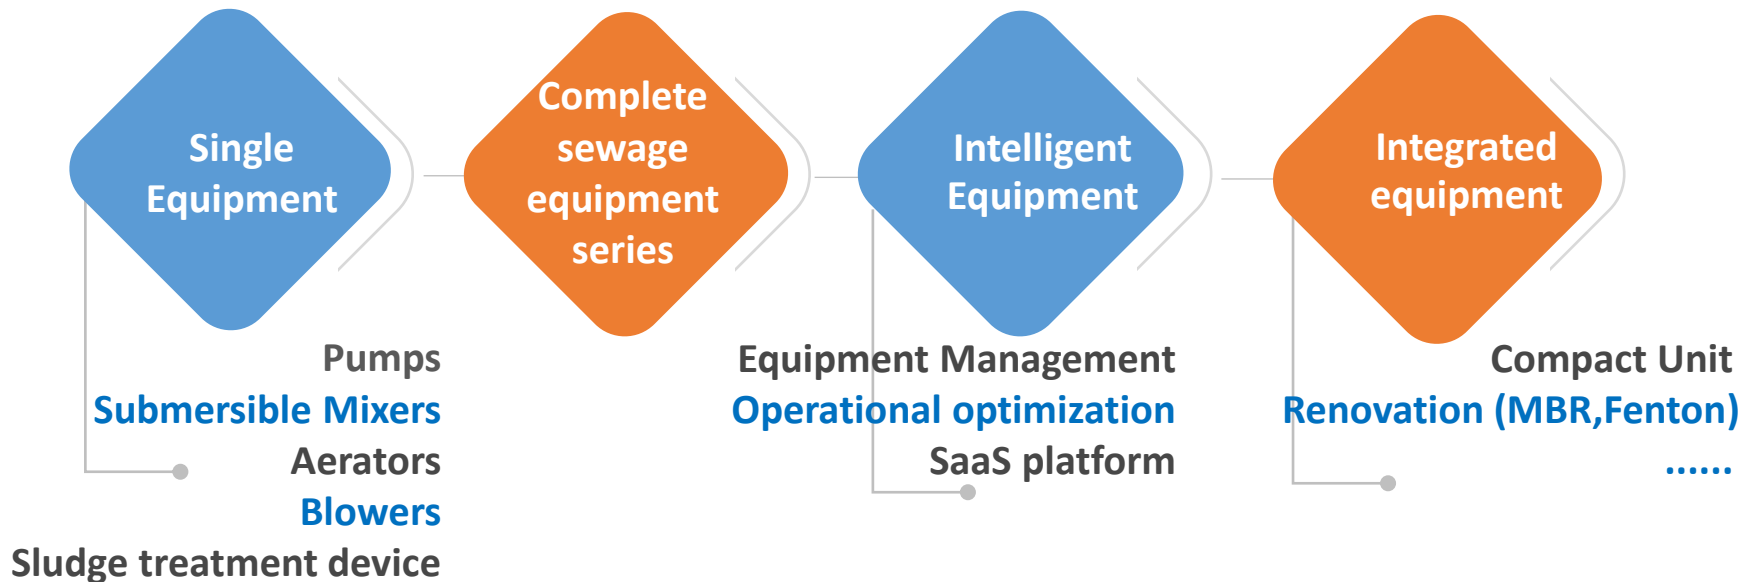 Single
Equipment
Complete
sewage
equipment
series
Intelligent
Equipment
Integrated
equipment
Pumps
Submersible Mixers
Aerators
Blowers
Sludge treatment device
Equipment Management
Operational optimization
SaaS platform
Compact Unit
Renovation (MBR,Fenton)
......